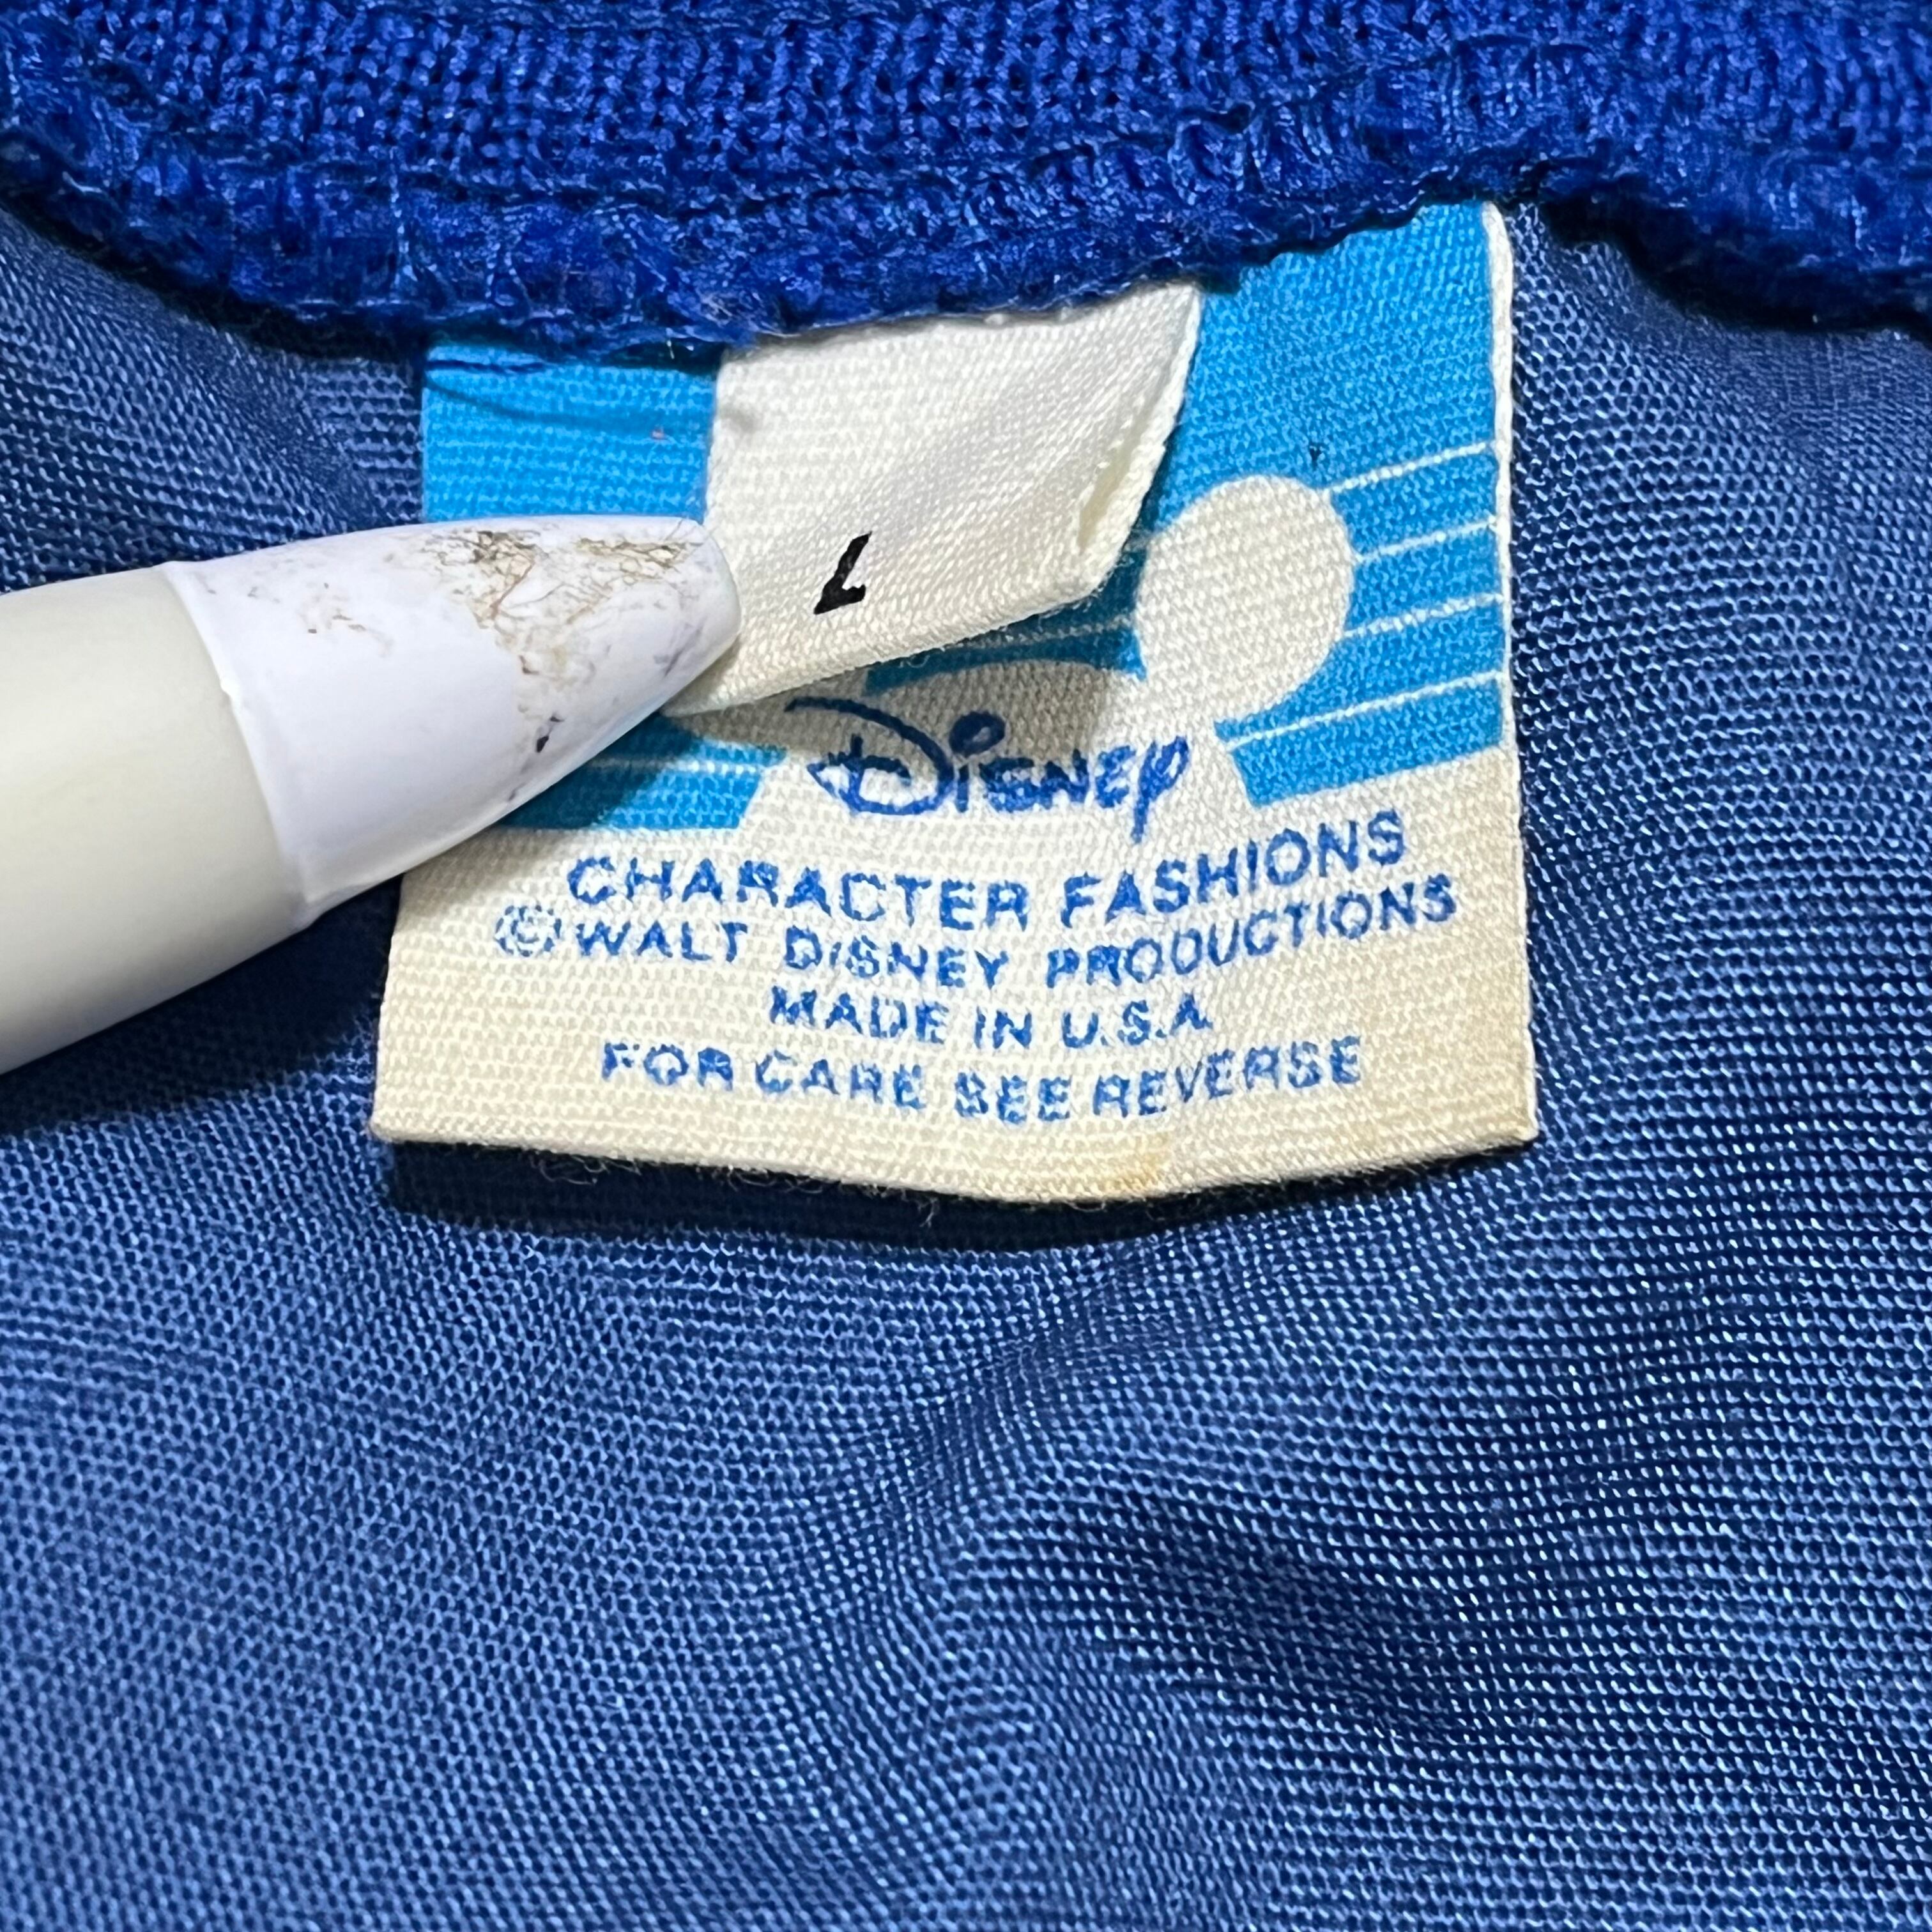 L
Disney
CHARACTER FASHIONS
© WALT DISNEY PRODUCTIONS
MADE IN U.S.A.
FOR CARE SEE REVERSE